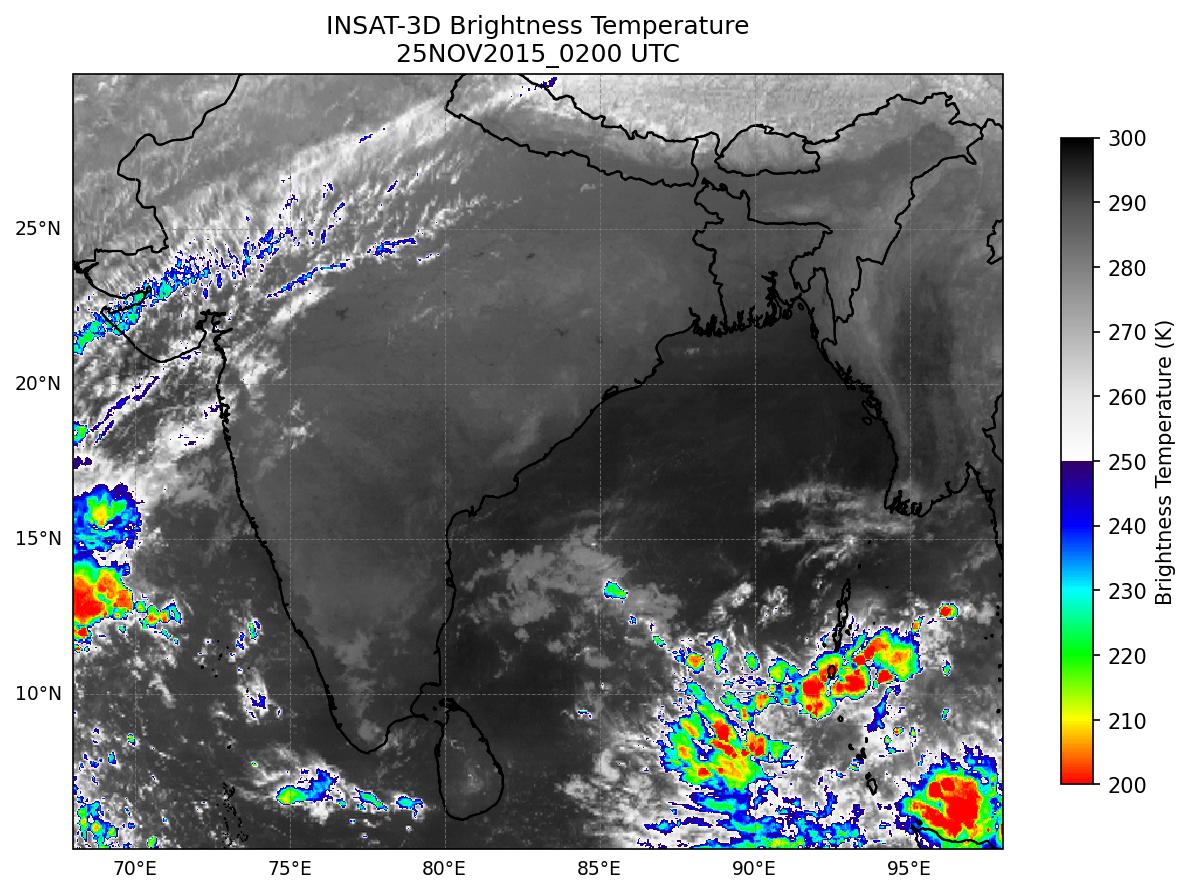 INSAT-3D Brightness Temperature
25NOV2015_0200 UTC
25°N
20°N
15°N
10°N
70°E
75°E
80°E
85°E
90°E
95°E
300
290
280
270
260
250
240
230
220
210
200
Brightness Temperature (K)